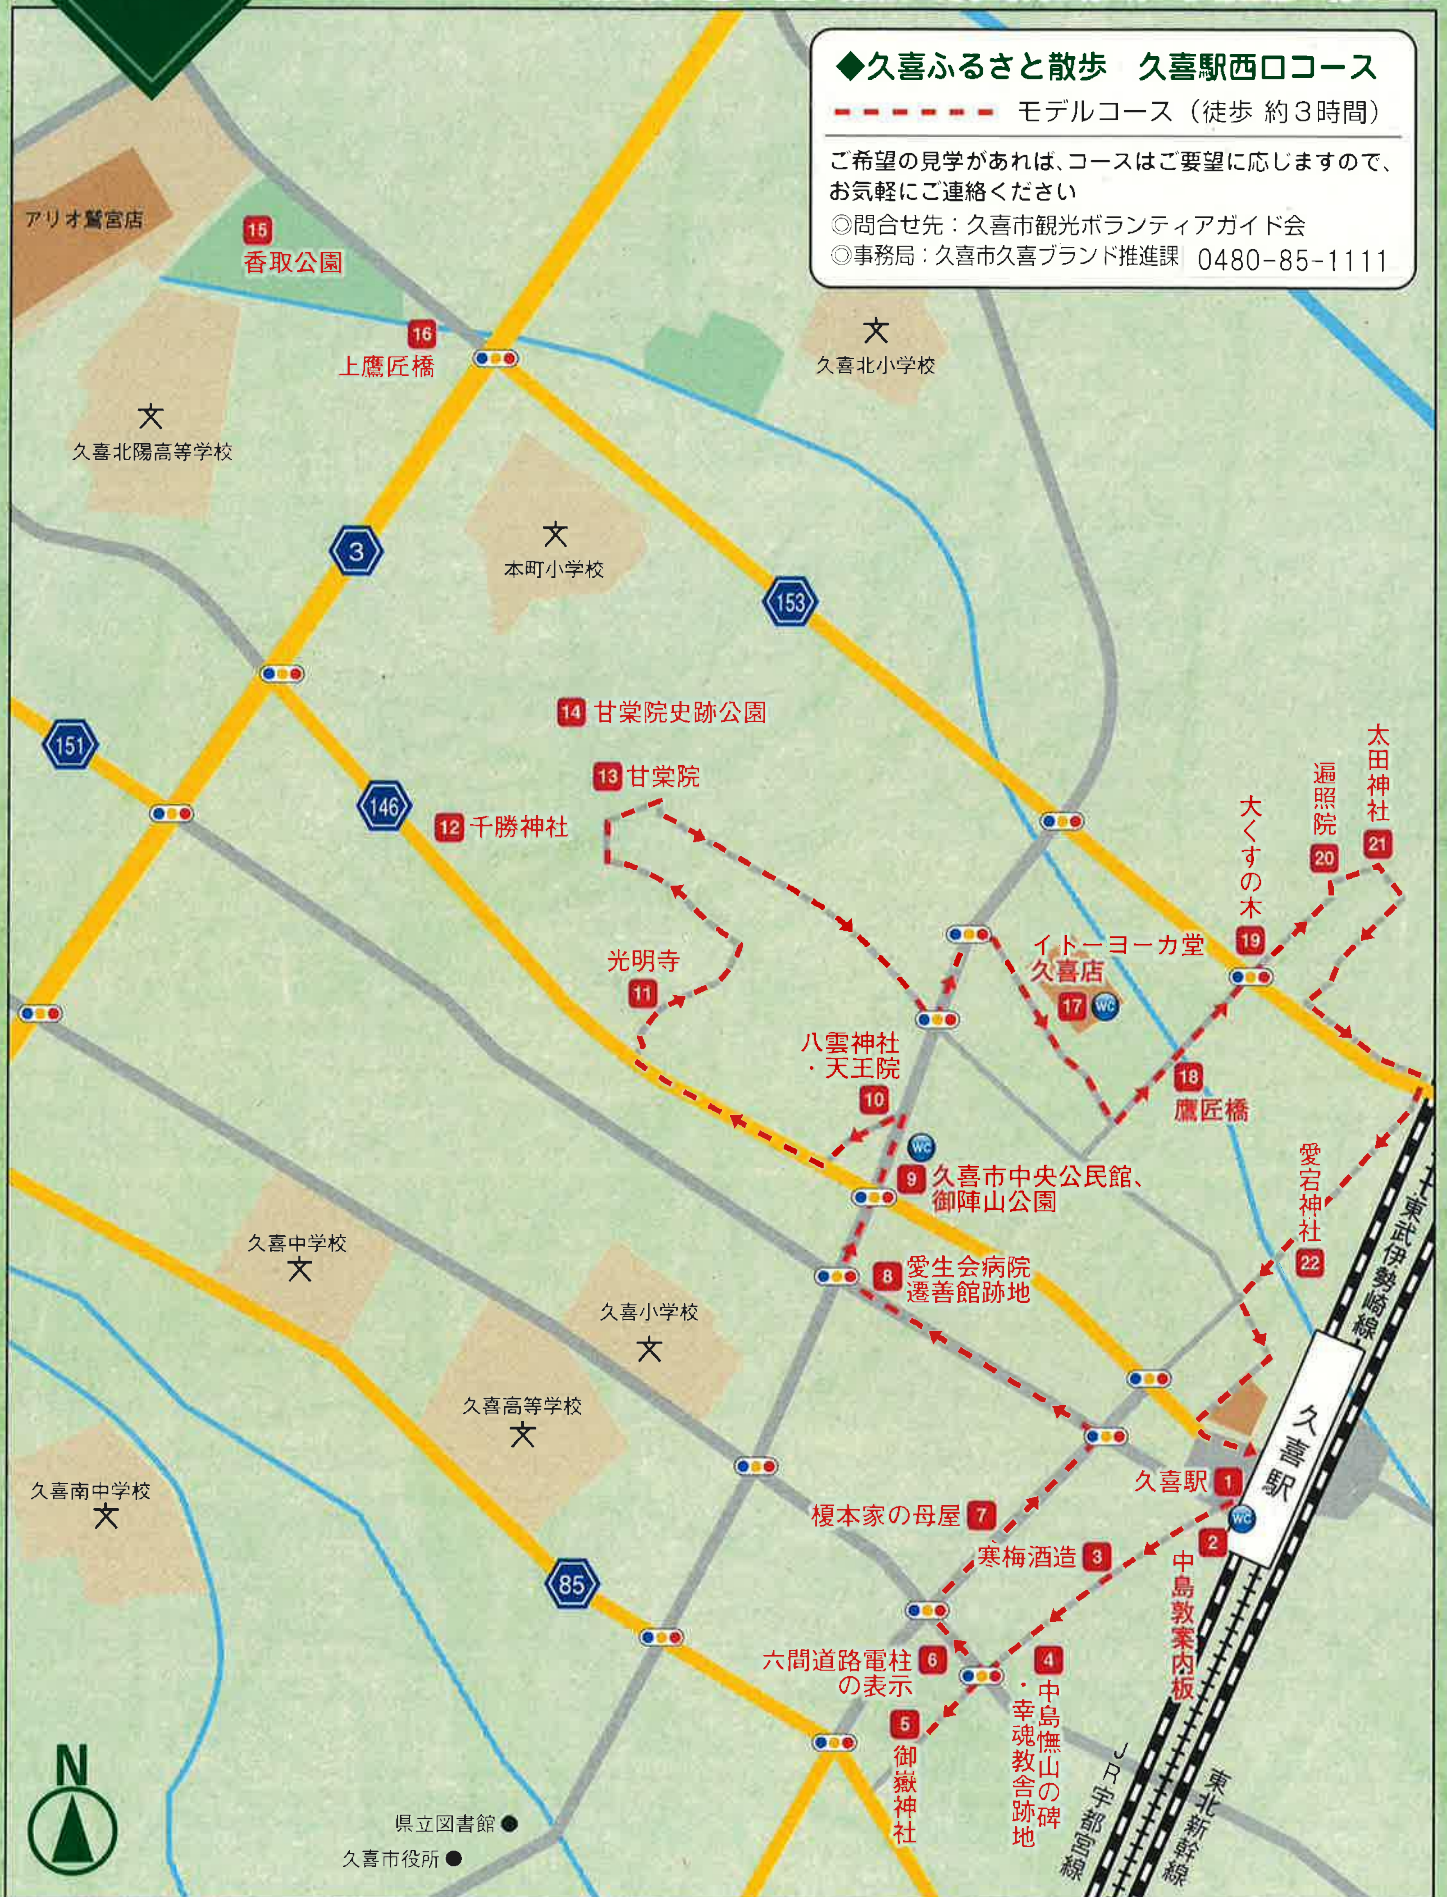 ◆久喜ふるさと散歩　久喜駅西口コース
モデルコース（徒歩 約3時間）
ご希望の見学があれば、コースはご要望に応じますので、
お気軽にご連絡ください
◎問合せ先：久喜市観光ボランティアガイド会
◎事務局：久喜市久喜ブランド推進課　0480-85-1111
アリオ鷲宮店
15
香取公園
16
上鷹匠橋
久喜北小学校
文
久喜北陽高等学校
文
3
文
本町小学校
153
14 甘棠院史跡公園
151
13 甘棠院
146
12 千勝神社
太田神社
21
遍照院
20
大くすの木
19
イトーヨーカ堂
久喜店
17 WC
光明寺
11
八雲神社
・天王院
10
18
鷹匠橋
WC
9 久喜市中央公民館、
御陣山公園
愛宕神社
22
東武伊勢崎線
久喜中学校
文
8 愛生会病院
遷善館跡地
久喜小学校
文
久喜高等学校
文
久喜駅
久喜駅 1
WC
久喜南中学校
文
榎本家の母屋 7
寒梅酒造 3
2
中島敦案内板
85
六間道路電柱
の表示
6
4
中島撫山の碑
・幸魂教舎跡地
5
御嶽神社
N
県立図書館 ●
久喜市役所 ●
JR宇都宮線
東北新幹線